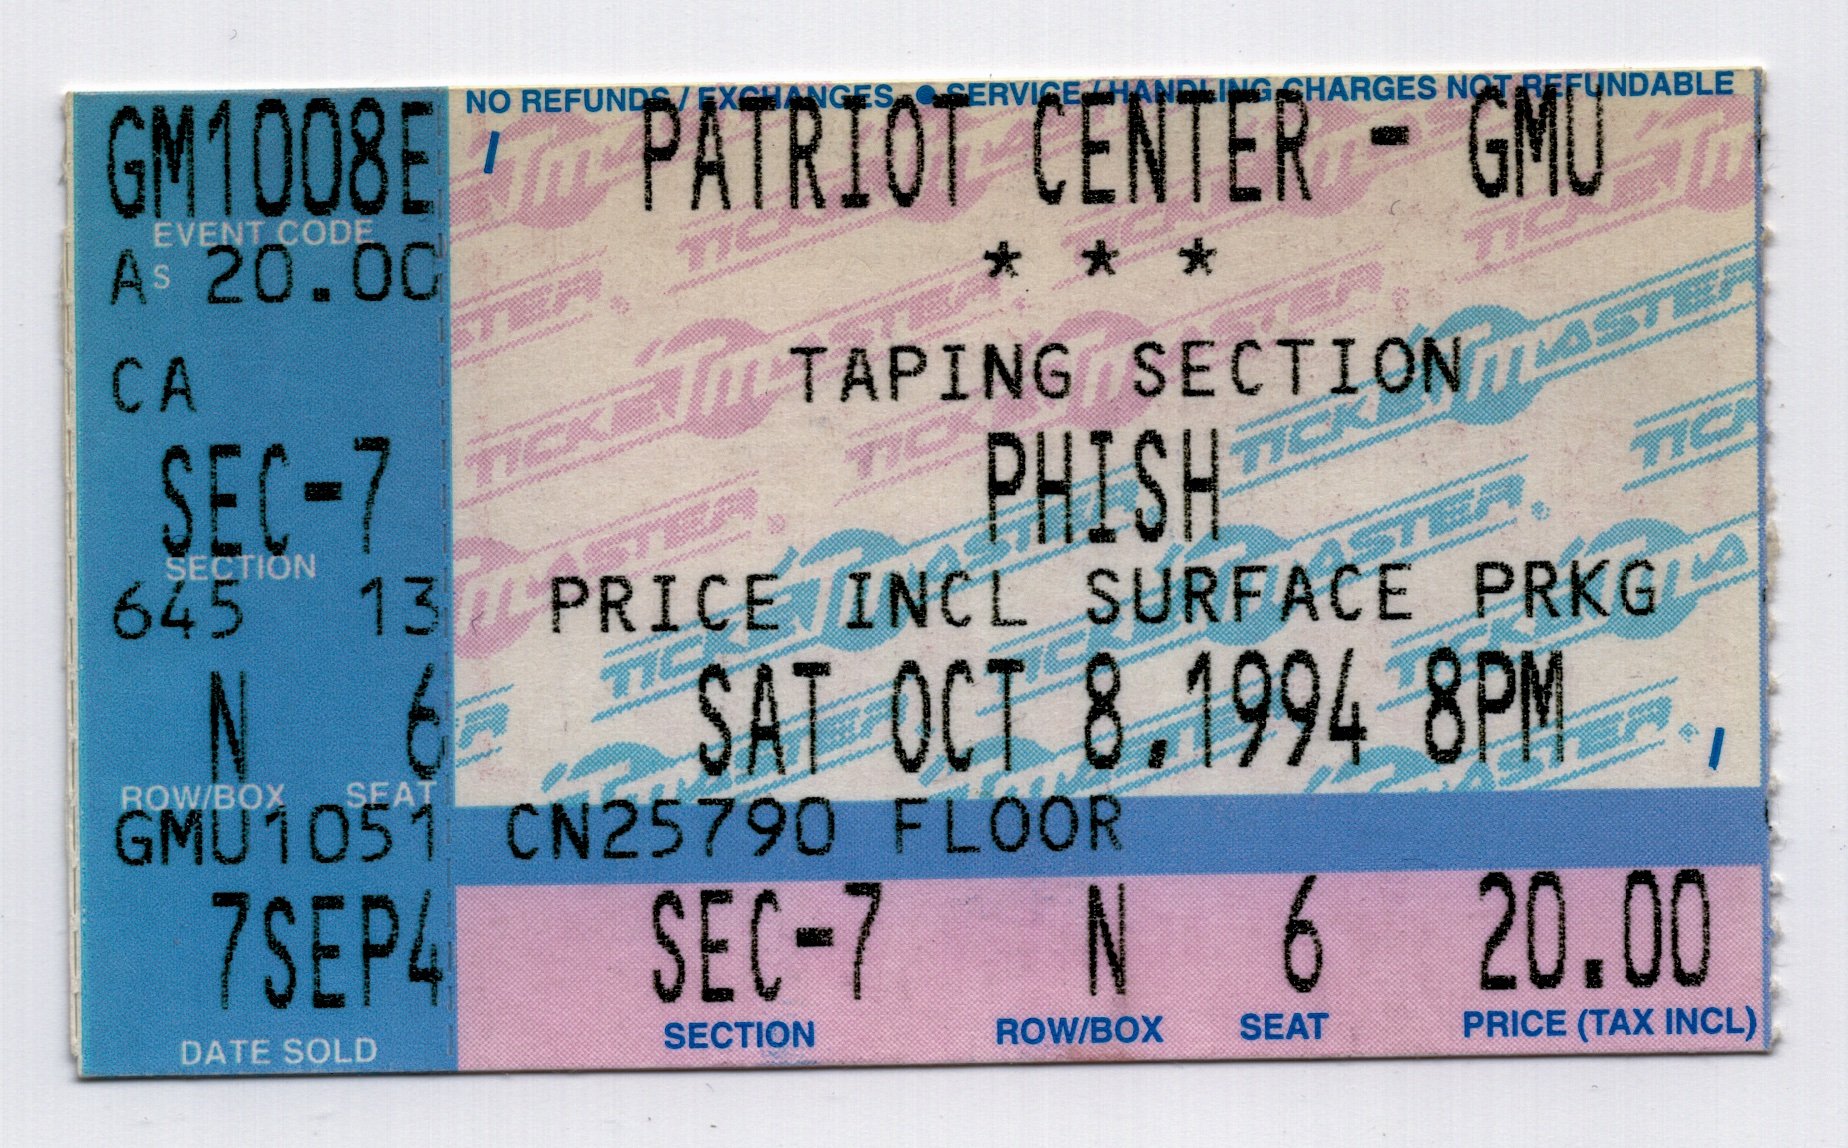 GM1008E
EVENT CODE
A S 20.00
CA
SEC-7
SECTION
645 13
N 6
ROW/BOX SEAT
GMU1051
7SEP4
DATE SOLD
NO REFUNDS / EXCHANGES ● SERVICE / HANDLING CHARGES NOT REFUNDABLE
PATRIOT CENTER - GMU
* * *
TAPING SECTION
PHISH
PRICE INCL SURFACE PRKG
SAT OCT 8,1994 8PM
CN25790 FLOOR
SEC-7 N 6 20.00
SECTION ROW/BOX SEAT PRICE (TAX INCL)
TICKETMASTER